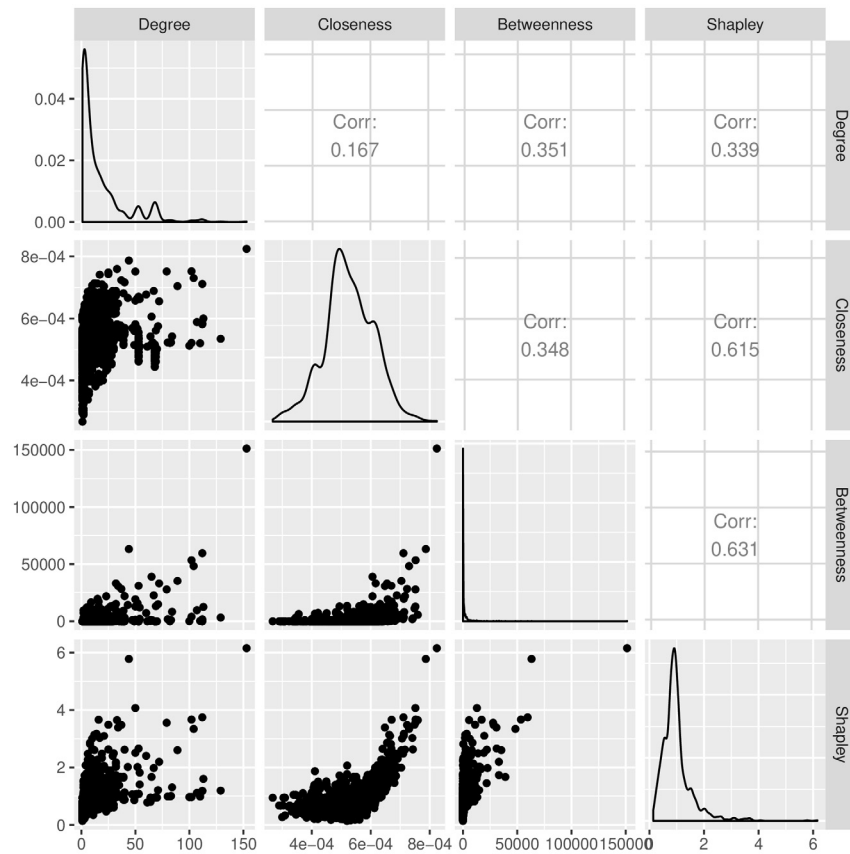 Degree Closeness Betweenness Shapley
0.04
0.02
0.00
Corr:
0.167
Corr:
0.351
Corr:
0.339
Degree
8e−04
6e−04
4e−04
Corr:
0.348
Corr:
0.615
Closeness
150000
100000
50000
0
Corr:
0.631
Betweenness
6
4
2
0
Shapley
0 50 100 150 4e−04 6e−04 8e−04 0 50000 100000 150000 0 2 4 6